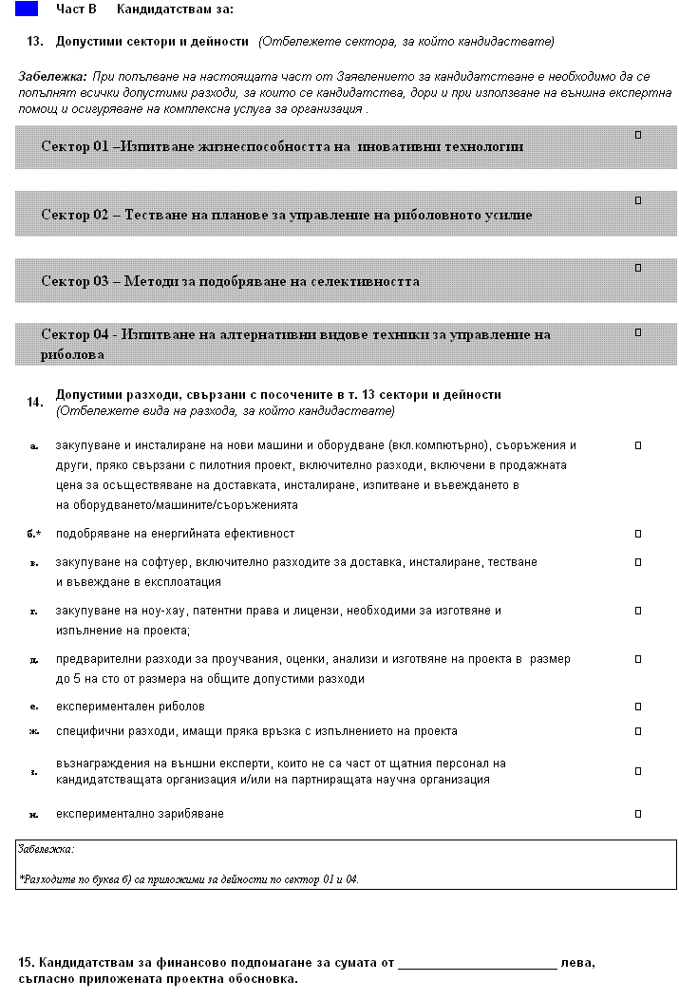 Част В Кандидатствам за:
13. Допустими сектори и дейности (Отбележете сектора, за който кандидаствате)
Забележка: При попълване на настоящата част от Заявлението за кандидатстване е необходимо да се
попълнят всички допустими разходи, за които се кандидатства, дори и при използване на външна експертна
помощ и осигуряване на комплексна услуга за организация .
Сектор 01 –Изпитване жизнеспособността на иновативни технологии
Сектор 02 – Тестване на планове за управление на риболовното усилие
Сектор 03 – Методи за подобряване на селективността
Сектор 04 - Изпитване на алтернативни видове техники за управление на
риболова
14. Допустими разходи, свързани с посочените в т. 13 сектори и дейности
(Отбележете вида на разхода, за който кандидаствате)
а. закупуване и инсталиране на нови машини и оборудване (вкл.компютърно), съоръжения и
други, пряко свързани с пилотния проект, включително разходи, включени в продажната
цена за осъществяване на доставката, инсталиране, изпитване и въвеждането в
на оборудването/машините/съоръженията
б.* подобряване на енергийната ефективност
в. закупуване на софтуер, включително разходите за доставка, инсталиране, тестване
и въвеждане в експлоатация
г. закупуване на ноу-хау, патентни права и лицензи, необходими за изготвяне и
изпълнение на проекта;
д. предварителни разходи за проучвания, оценки, анализи и изготвяне на проекта в размер
до 5 на сто от размера на общите допустими разходи
е. експериментален риболов
ж. специфични разходи, имащи пряка връзка с изпълнението на проекта
з. възнаграждения на външни експерти, които не са част от щатния персонал на
кандидатстващата организация и/или на партниращата научна организация
и. експериментално зарибяване
Забележка:
*Разходите по буква б) са приложими за дейности по сектор 01 и 04.
15. Кандидатствам за финансово подпомагане за сумата от ________________________ лева,
съгласно приложената проектна обосновка.